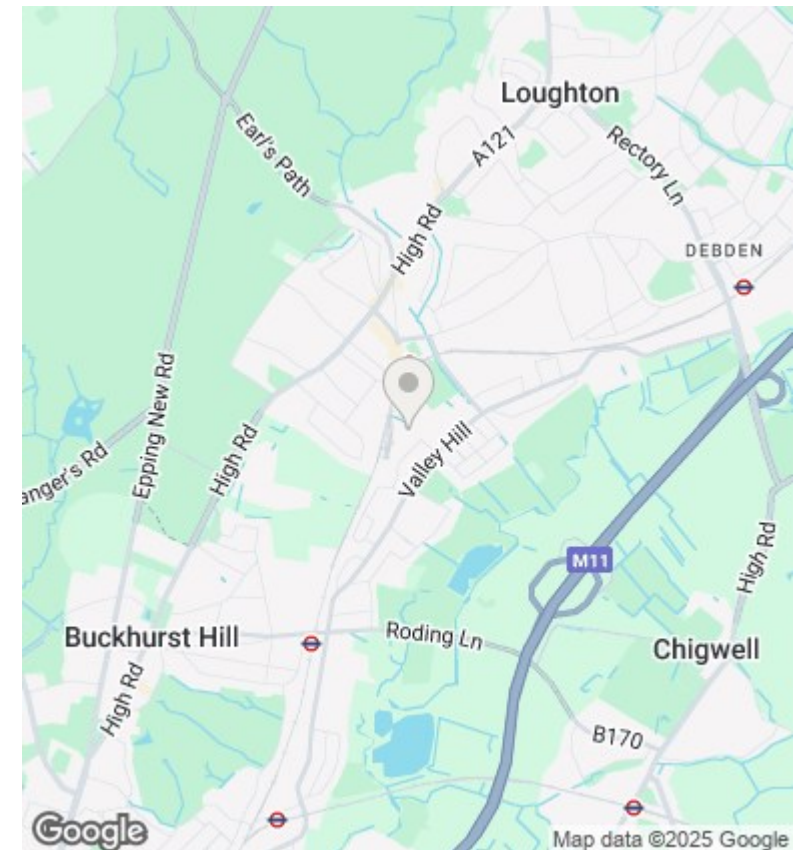 Loughton
A121
Rectory Ln
Earl's Path
High Rd
DEBDEN
Epping New Rd
anger's Rd
High Rd
Valley Hill
M11
High Rd
Buckhurst Hill
Roding Ln
Chigwell
High Rd
B170
Google
Map data ©2025 Google